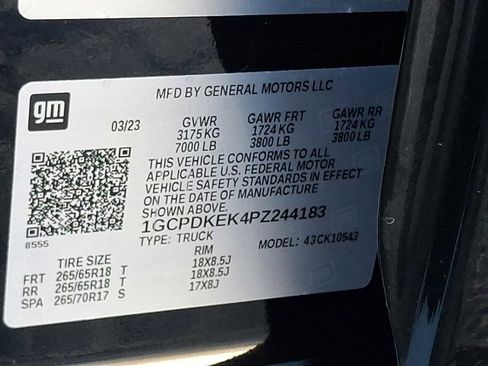 MFD BY GENERAL MOTORS LLC
gm
03/23 GVWR GAWR FRT GAWR RR
3175 KG 1724 KG 1724 KG
7000 LB 3800 LB 3800 LB
THIS VEHICLE CONFORMS TO ALL
APPLICABLE U.S. FEDERAL MOTOR
VEHICLE SAFETY STANDARDS IN EFFECT
ON THE DATE OF MANUFACTURE
SHOWN ABOVE
8555
1GCPDKEK4PZ244183
TYPE: TRUCK MODEL: 43CK10543
TIRE SIZE RIM
FRT 265/65R18 T 18X8.5J
RR 265/65R18 T 18X8.5J
SPA 265/70R17 S 17X8J